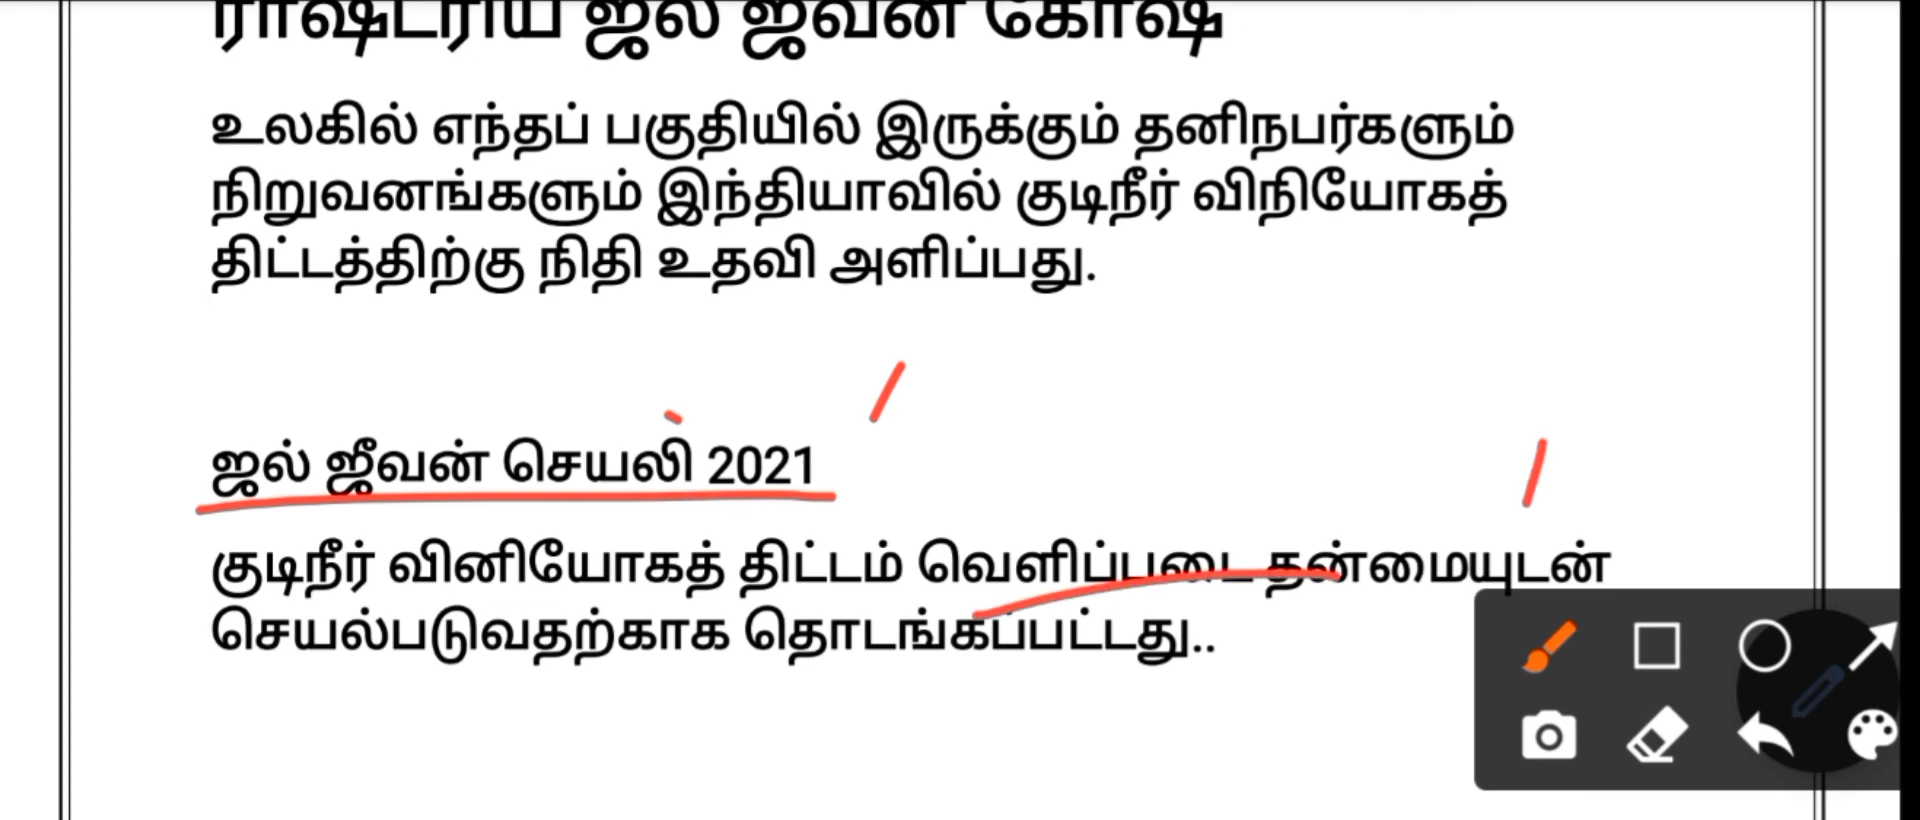 ராஷ்ட்ரிய ஜல் ஜீவன் கோஷ்
உலகில் எந்தப் பகுதியில் இருக்கும் தனிநபர்களும்
நிறுவனங்களும் இந்தியாவில் குடிநீர் விநியோகத்
திட்டத்திற்கு நிதி உதவி அளிப்பது.
ஜல் ஜீவன் செயலி 2021
குடிநீர் வினியோகத் திட்டம் வெளிப்படைதன்மையுடன்
செயல்படுவதற்காக தொடங்கப்பட்டது..